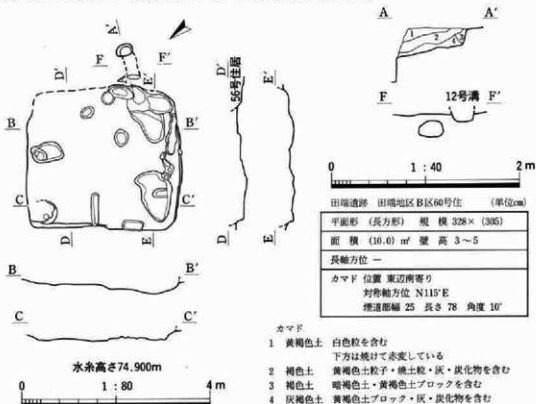 A A'
1 2 4 3
A'
A
F F'
D' E'
B B'
C C'
D E
D' E'
56号住居
D E
F 12号溝 F'
0 1:40 2 m
田端遺跡 田端地区B区60号住 (単位cm)
平面形 (長方形) 規模 328×(305)
面積 (10.0) ㎡ 壁高 3〜5
長軸方位 ―
カマド 位置 東辺南寄り
対称軸方位 N115°E
煙道部幅 25 長さ 78 角度 10°
B B'
C C'
水糸高さ74.900m
0 1:80 4 m
カマド
1 黄褐色土 白色粒を含む
下方は焼けて赤変している
2 褐色土 黄褐色土粒子・焼土粒・灰・炭化物を含む
3 褐色土 暗褐色土・黄褐色土ブロックを含む
4 灰褐色土 黄褐色土ブロック・灰・炭化物を含む